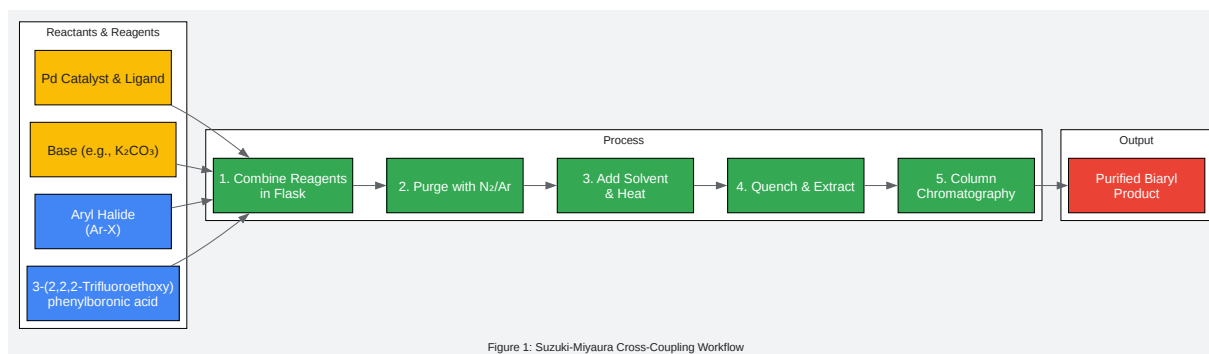 Reactants & Reagents
Pd Catalyst & Ligand
Base (e.g., K₂CO₃)
Aryl Halide
(Ar-X)
3-(2,2,2-Trifluoroethoxy)
phenylboronic acid
Process
1. Combine Reagents
in Flask
2. Purge with N₂/Ar
3. Add Solvent
& Heat
4. Quench & Extract
5. Column
Chromatography
Output
Purified Biaryl
Product
Figure 1: Suzuki-Miyaura Cross-Coupling Workflow